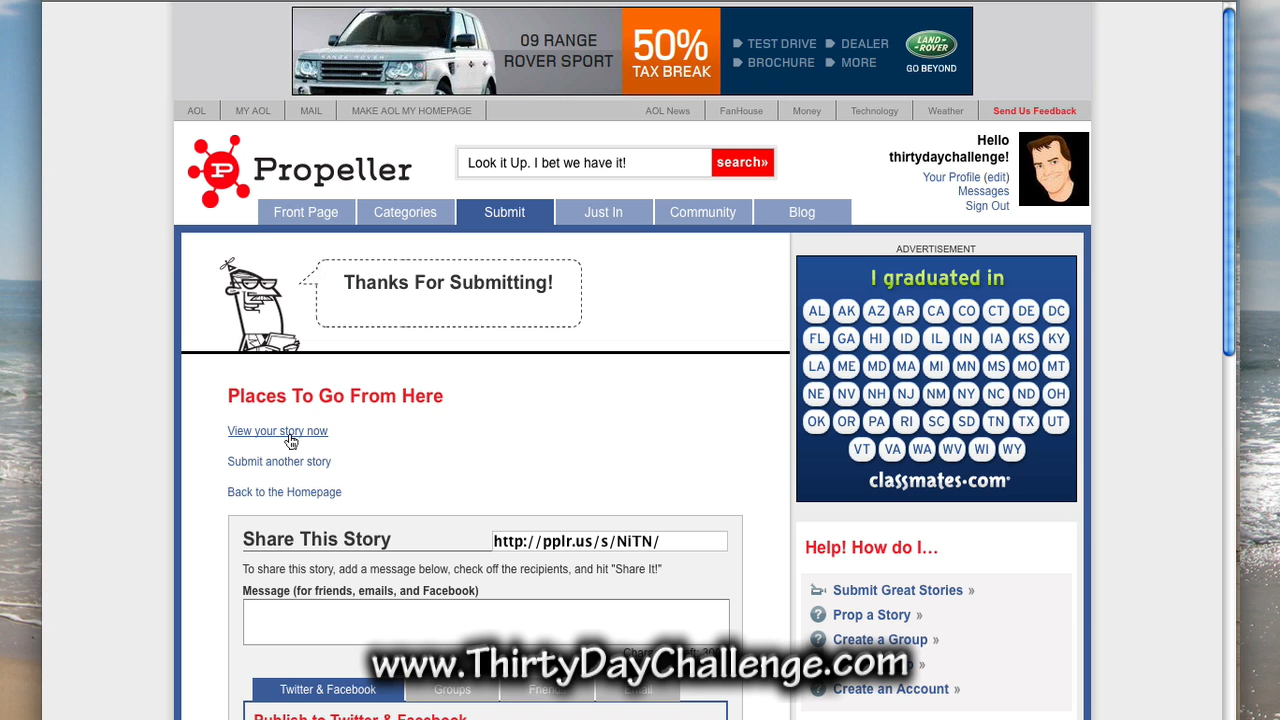 09 RANGE
ROVER SPORT
50%
TAX BREAK
TEST DRIVE
DEALER
BROCHURE
MORE
LAND-
ROVER
GO BEYOND
AOL
MY AOL
MAIL
MAKE AOL MY HOMEPAGE
AOL News
FanHouse
Money
Technology
Weather
Send Us Feedback
P
Propeller
Look it Up. I bet we have it!
search»
Hello
thirtydaychallenge!
Your Profile (edit)
Messages
Sign Out
Front Page
Categories
Submit
Just In
Community
Blog
Thanks For Submitting!
ADVERTISEMENT
I graduated in
AL AK AZ AR CA CO CT DE DC
FL GA HI ID IL IN IA KS KY
LA ME MD MA MI MN MS MO MT
NE NV NH NJ NM NY NC ND OH
OK OR PA RI SC SD TN TX UT
VT VA WA WV WI WY
classmates.com
Places To Go From Here
View your story now
Submit another story
Back to the Homepage
Share This Story
http://pplr.us/s/NiTN/
To share this story, add a message below, check off the recipients, and hit "Share It!"
Message (for friends, emails, and Facebook)
Help! How do I...
Submit Great Stories »
Prop a Story »
Create a Group »
»
Create an Account »
www.ThirtyDayChallenge.com
Twitter & Facebook
Groups
Friends
Email
Publish to Twitter & Facebook